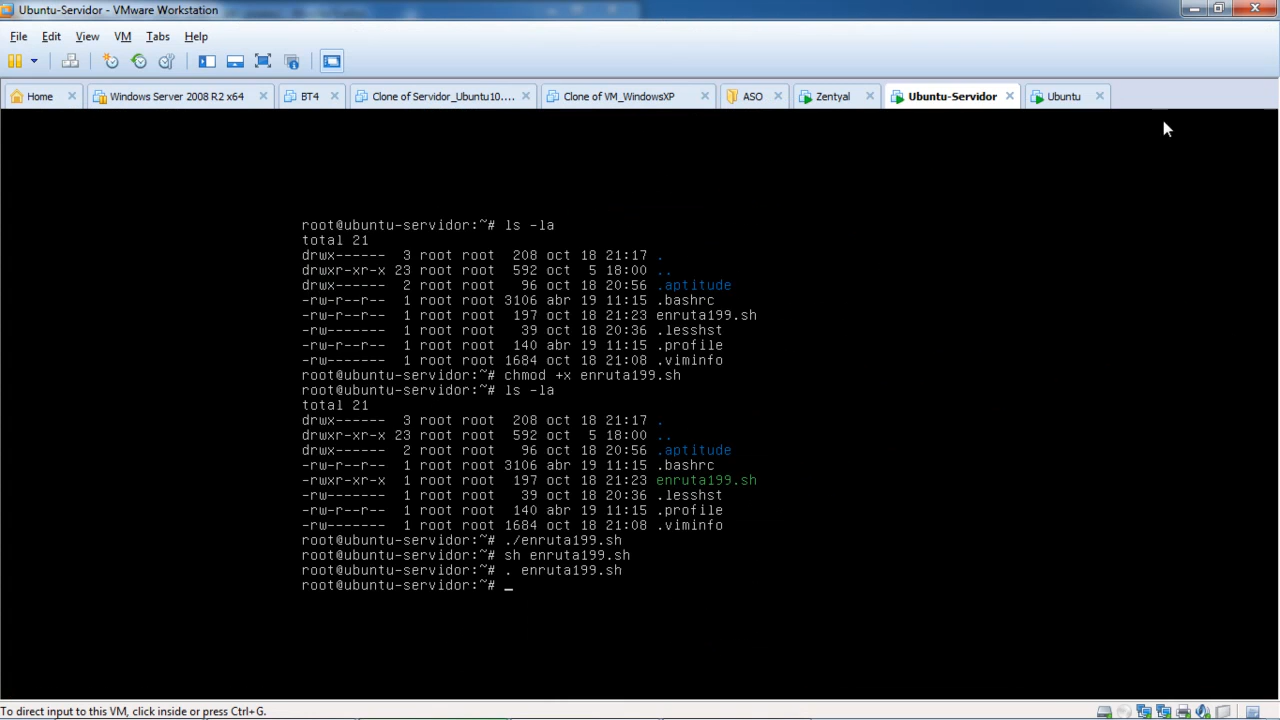 Ubuntu-Servidor - VMware Workstation
File Edit View VM Tabs Help
Home Windows Server 2008 R2 x64 BT4 Clone of Servidor_Ubuntu10.... Clone of VM_WindowsXP ASO Zentyal Ubuntu-Servidor Ubuntu
root@ubuntu-servidor:~# ls -la
total 21
drwx------ 3 root root 208 oct 18 21:17 .
drwxr-xr-x 23 root root 592 oct 5 18:00 ..
drwx------ 2 root root 96 oct 18 20:56 .aptitude
-rw-r--r-- 1 root root 3106 abr 19 11:15 .bashrc
-rw-r--r-- 1 root root 197 oct 18 21:23 enruta199.sh
-rw------- 1 root root 39 oct 18 20:36 .lesshst
-rw-r--r-- 1 root root 140 abr 19 11:15 .profile
-rw------- 1 root root 1684 oct 18 21:08 .viminfo
root@ubuntu-servidor:~# chmod +x enruta199.sh
root@ubuntu-servidor:~# ls -la
total 21
drwx------ 3 root root 208 oct 18 21:17 .
drwxr-xr-x 23 root root 592 oct 5 18:00 ..
drwx------ 2 root root 96 oct 18 20:56 .aptitude
-rw-r--r-- 1 root root 3106 abr 19 11:15 .bashrc
-rwxr-xr-x 1 root root 197 oct 18 21:23 enruta199.sh
-rw------- 1 root root 39 oct 18 20:36 .lesshst
-rw-r--r-- 1 root root 140 abr 19 11:15 .profile
-rw------- 1 root root 1684 oct 18 21:08 .viminfo
root@ubuntu-servidor:~# ./enruta199.sh
root@ubuntu-servidor:~# sh enruta199.sh
root@ubuntu-servidor:~# . enruta199.sh
root@ubuntu-servidor:~# _
To direct input to this VM, click inside or press Ctrl+G.